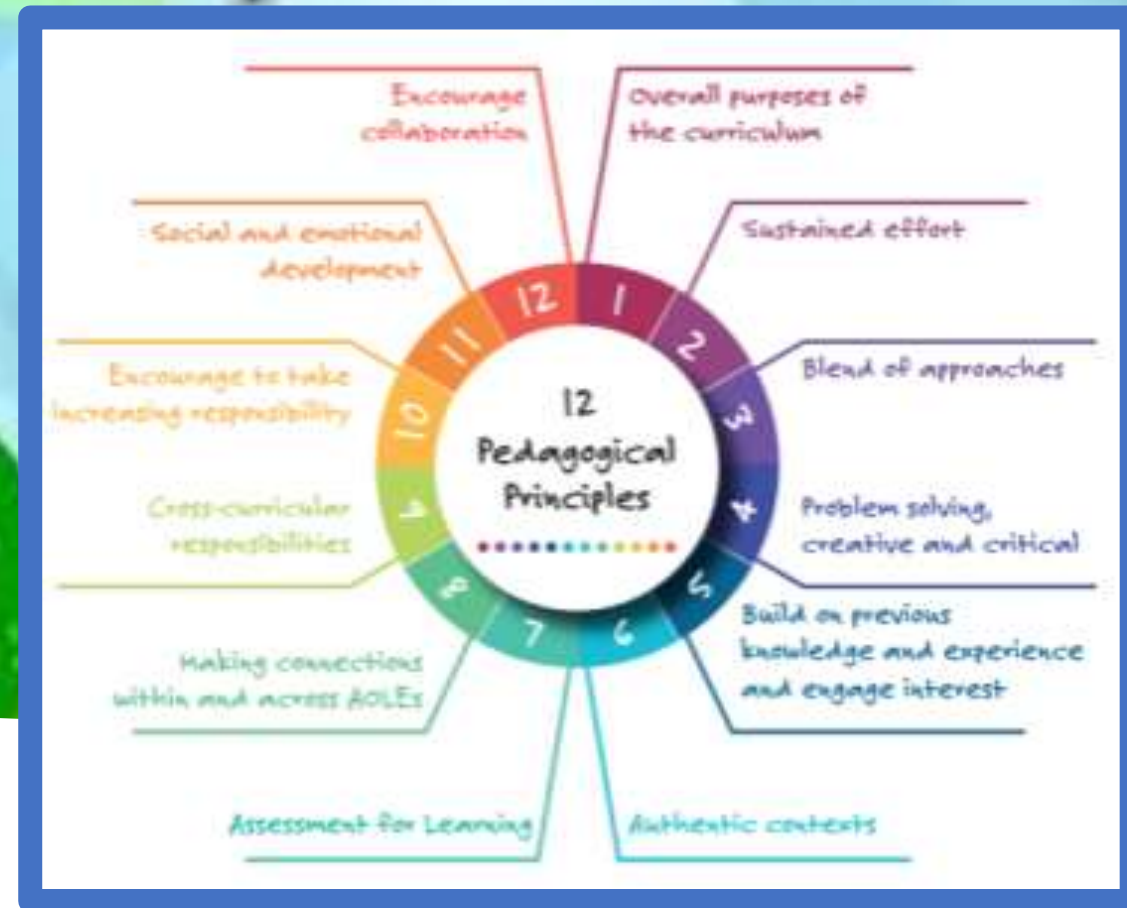 12
Pedagogical
Principles
1
Overall purposes of
the curriculum
2
Sustained effort
3
Blend of approaches
4
Problem solving,
creative and critical
5
Build on previous
knowledge and experience
and engage interest
6
Authentic contexts
7
Assessment for Learning
8
Making connections
within and across AOLEs
9
Cross-curricular
responsibilities
10
Encourage to take
increasing responsibility
11
Social and emotional
development
12
Encourage
collaboration